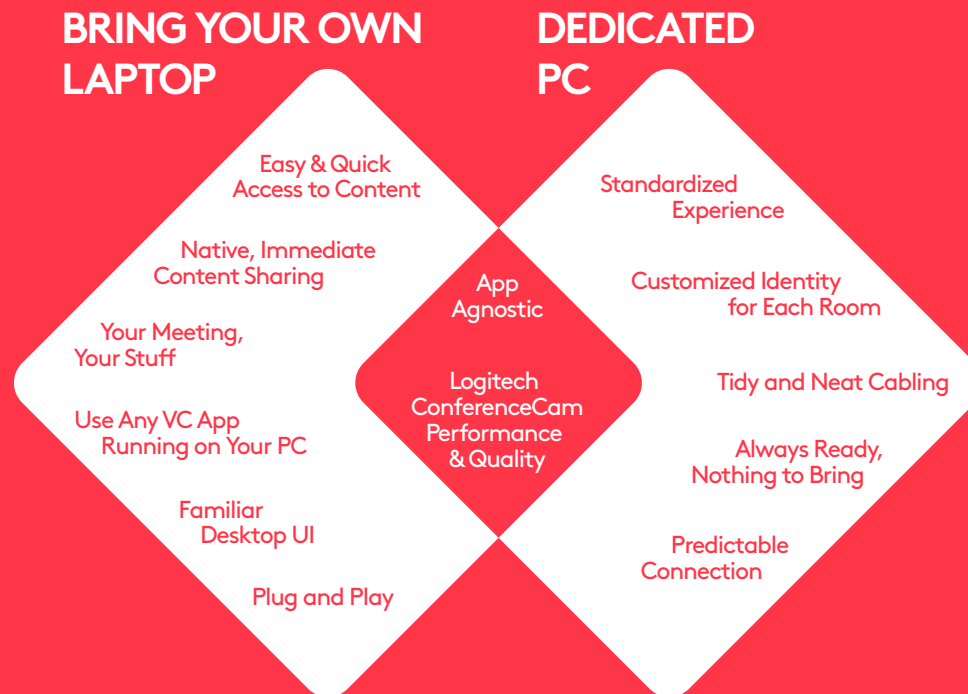 BRING YOUR OWN
LAPTOP
Easy & Quick
Access to Content
Native, Immediate
Content Sharing
Your Meeting,
Your Stuff
Use Any VC App
Running on Your PC
Familiar
Desktop UI
Plug and Play
App
Agnostic
Logitech
ConferenceCam
Performance
& Quality
DEDICATED
PC
Standardized
Experience
Customized Identity
for Each Room
Tidy and Neat Cabling
Always Ready,
Nothing to Bring
Predictable
Connection